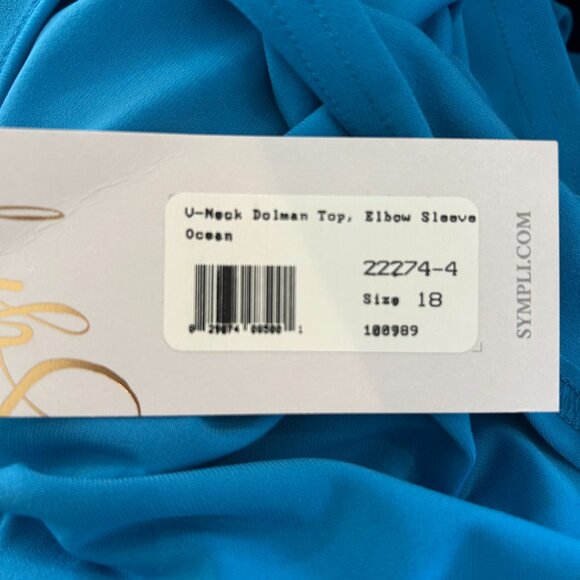 V-Neck Dolman Top, Elbow Sleeve
Ocean
22274-4
Size 18
100989
SYMPLI.COM